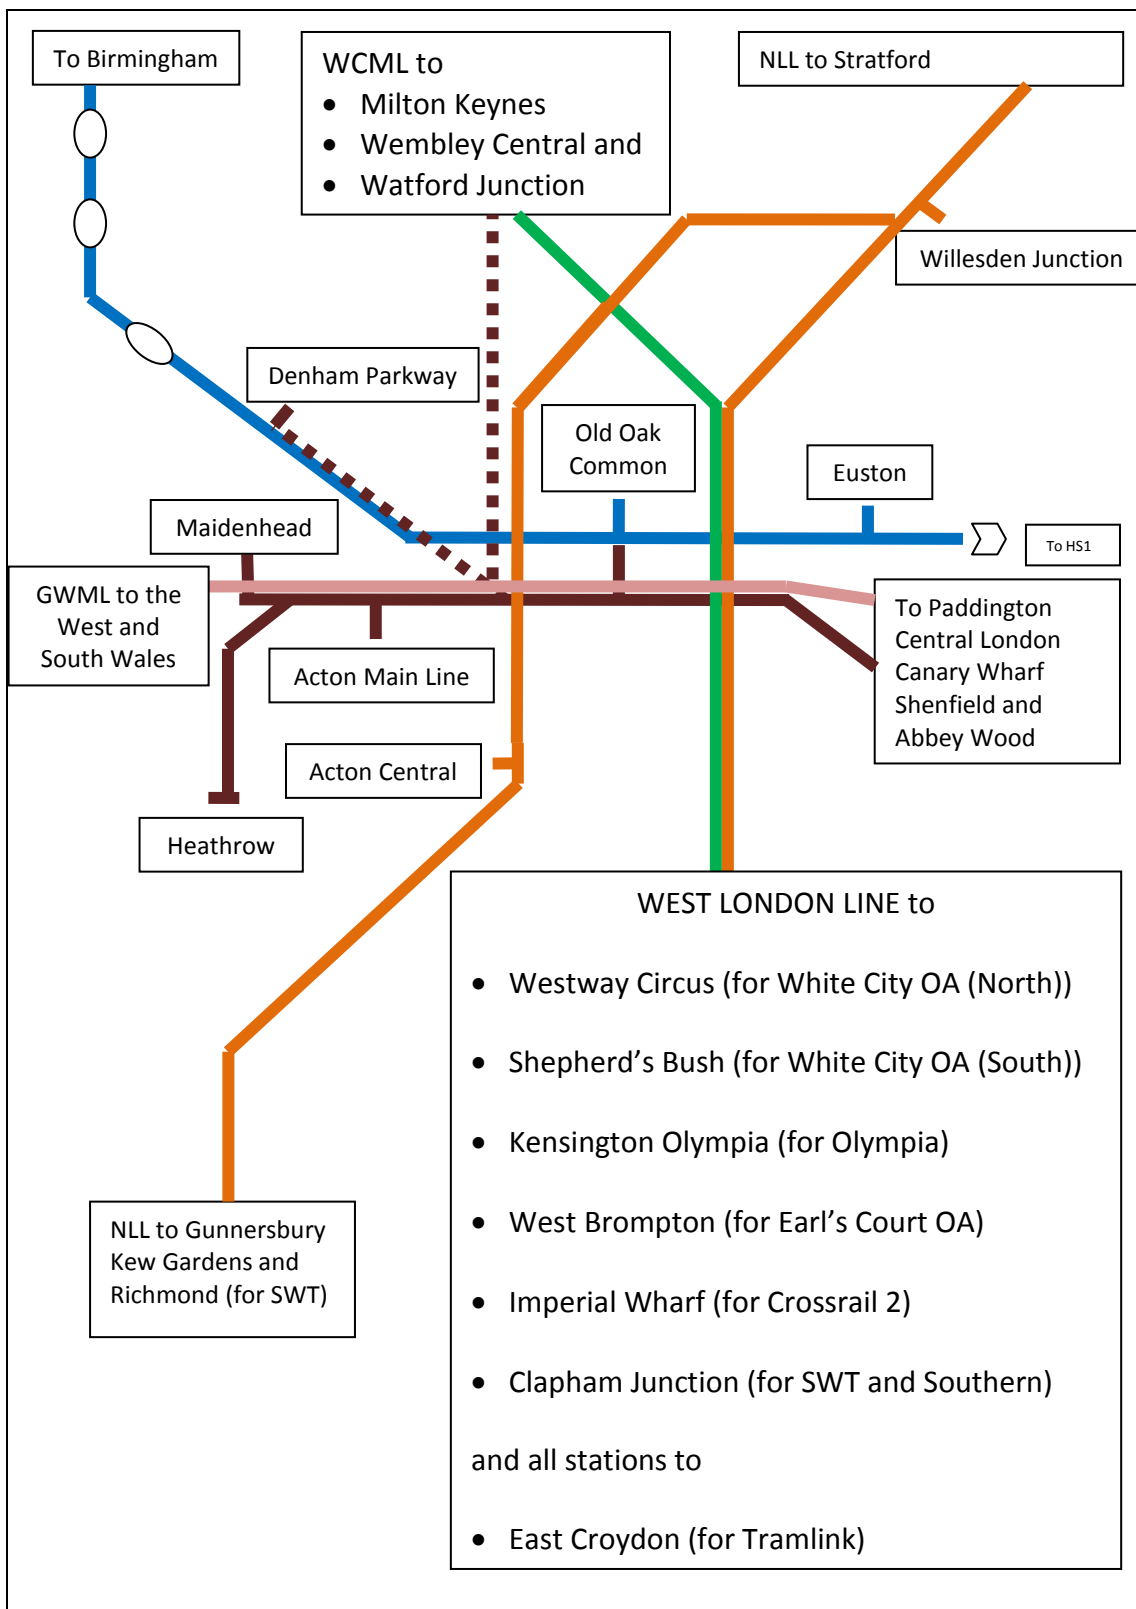 To Birmingham
WCML to
• Milton Keynes
• Wembley Central and
• Watford Junction
NLL to Stratford
Willesden Junction
Denham Parkway
Old Oak
Common
Euston
Maidenhead
To HS1
GWML to the
West and
South Wales
Acton Main Line
To Paddington
Central London
Canary Wharf
Shenfield and
Abbey Wood
Acton Central
Heathrow
WEST LONDON LINE to
• Westway Circus (for White City OA (North))
• Shepherd’s Bush (for White City OA (South))
• Kensington Olympia (for Olympia)
• West Brompton (for Earl’s Court OA)
• Imperial Wharf (for Crossrail 2)
• Clapham Junction (for SWT and Southern)
and all stations to
• East Croydon (for Tramlink)
NLL to Gunnersbury
Kew Gardens and
Richmond (for SWT)